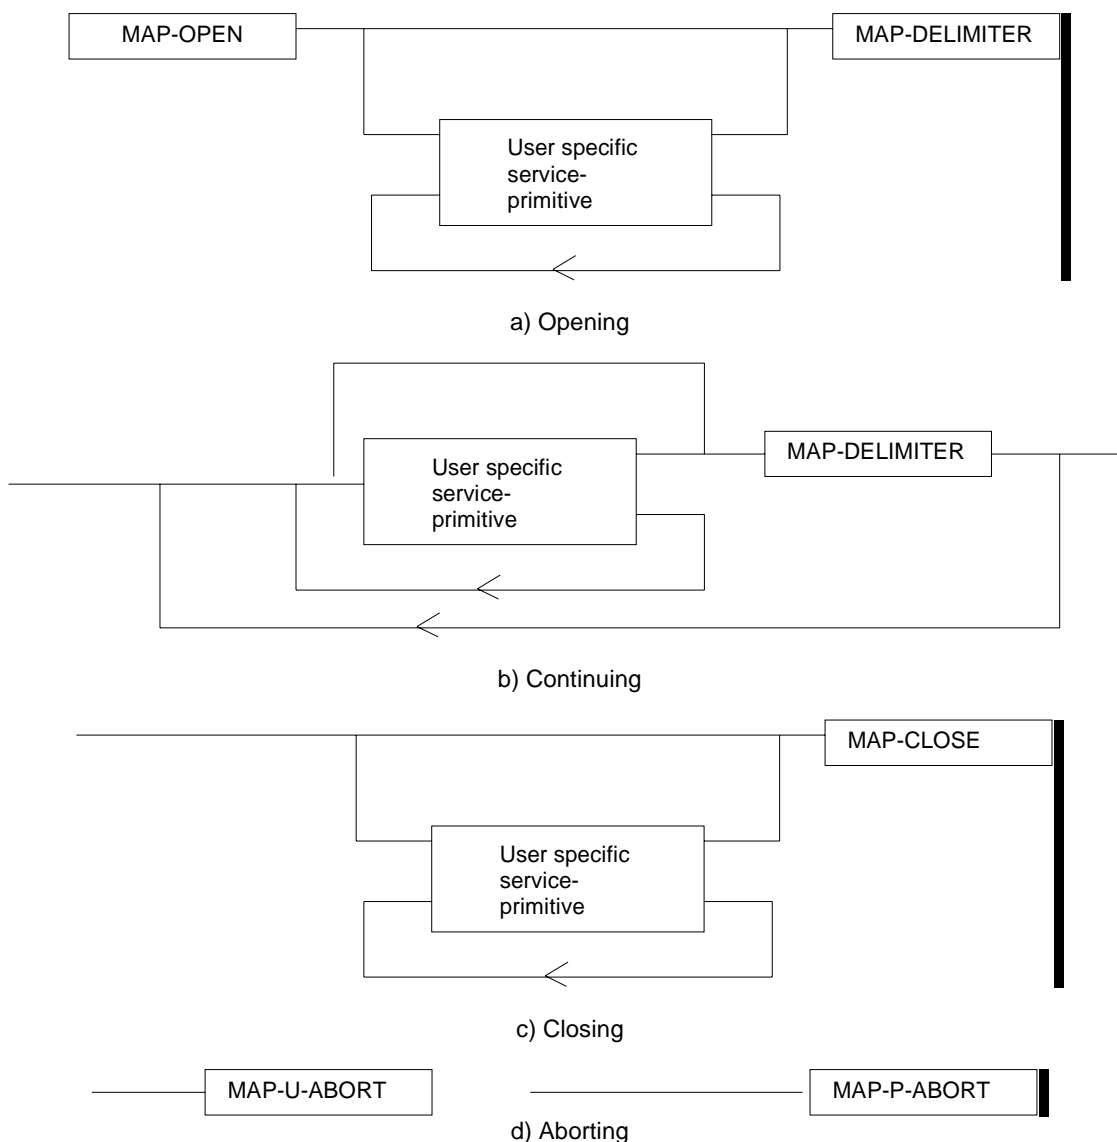 MAP-OPEN
MAP-DELIMITER
User specific
service-
primitive
a) Opening
User specific
service-
primitive
MAP-DELIMITER
b) Continuing
MAP-CLOSE
User specific
service-
primitive
c) Closing
MAP-U-ABORT
MAP-P-ABORT
d) Aborting